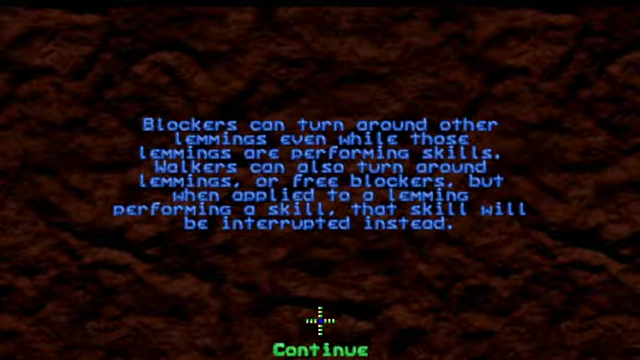 Blockers can turn around other
lemmings even while those
lemmings are performing skills.
Walkers can also turn around
lemmings, or free blockers, but
when applied to a lemming
performing a skill, that skill will
be interrupted instead.
Continue